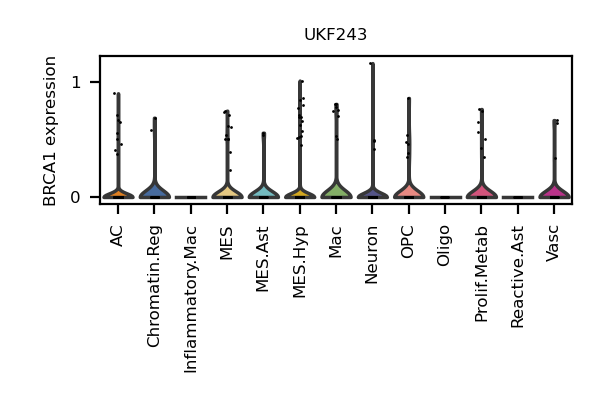 UKF243
BRCA1 expression
1
0
AC
Chromatin.Reg
Inflammatory.Mac
MES
MES.Ast
MES.Hyp
Mac
Neuron
OPC
Oligo
Prolif.Metab
Reactive.Ast
Vasc